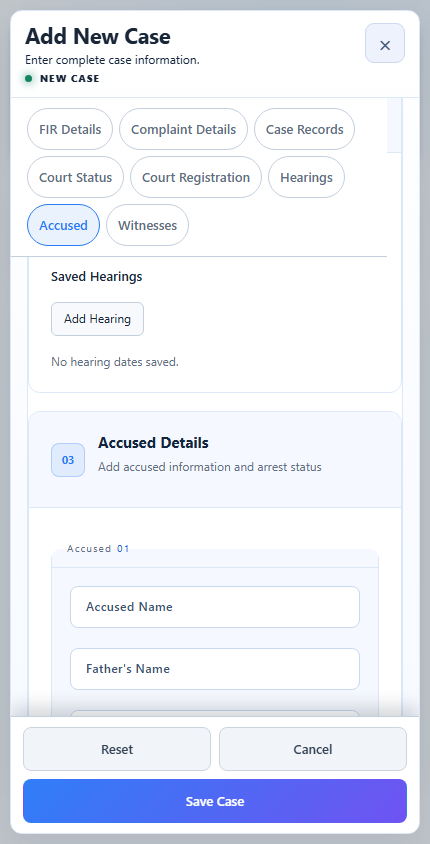 Add New Case
Enter complete case information.
NEW CASE
×
FIR Details
Complaint Details
Case Records
Court Status
Court Registration
Hearings
Accused
Witnesses
Saved Hearings
Add Hearing
No hearing dates saved.
03
Accused Details
Add accused information and arrest status
Accused 01
Accused Name
Father's Name
Reset
Cancel
Save Case